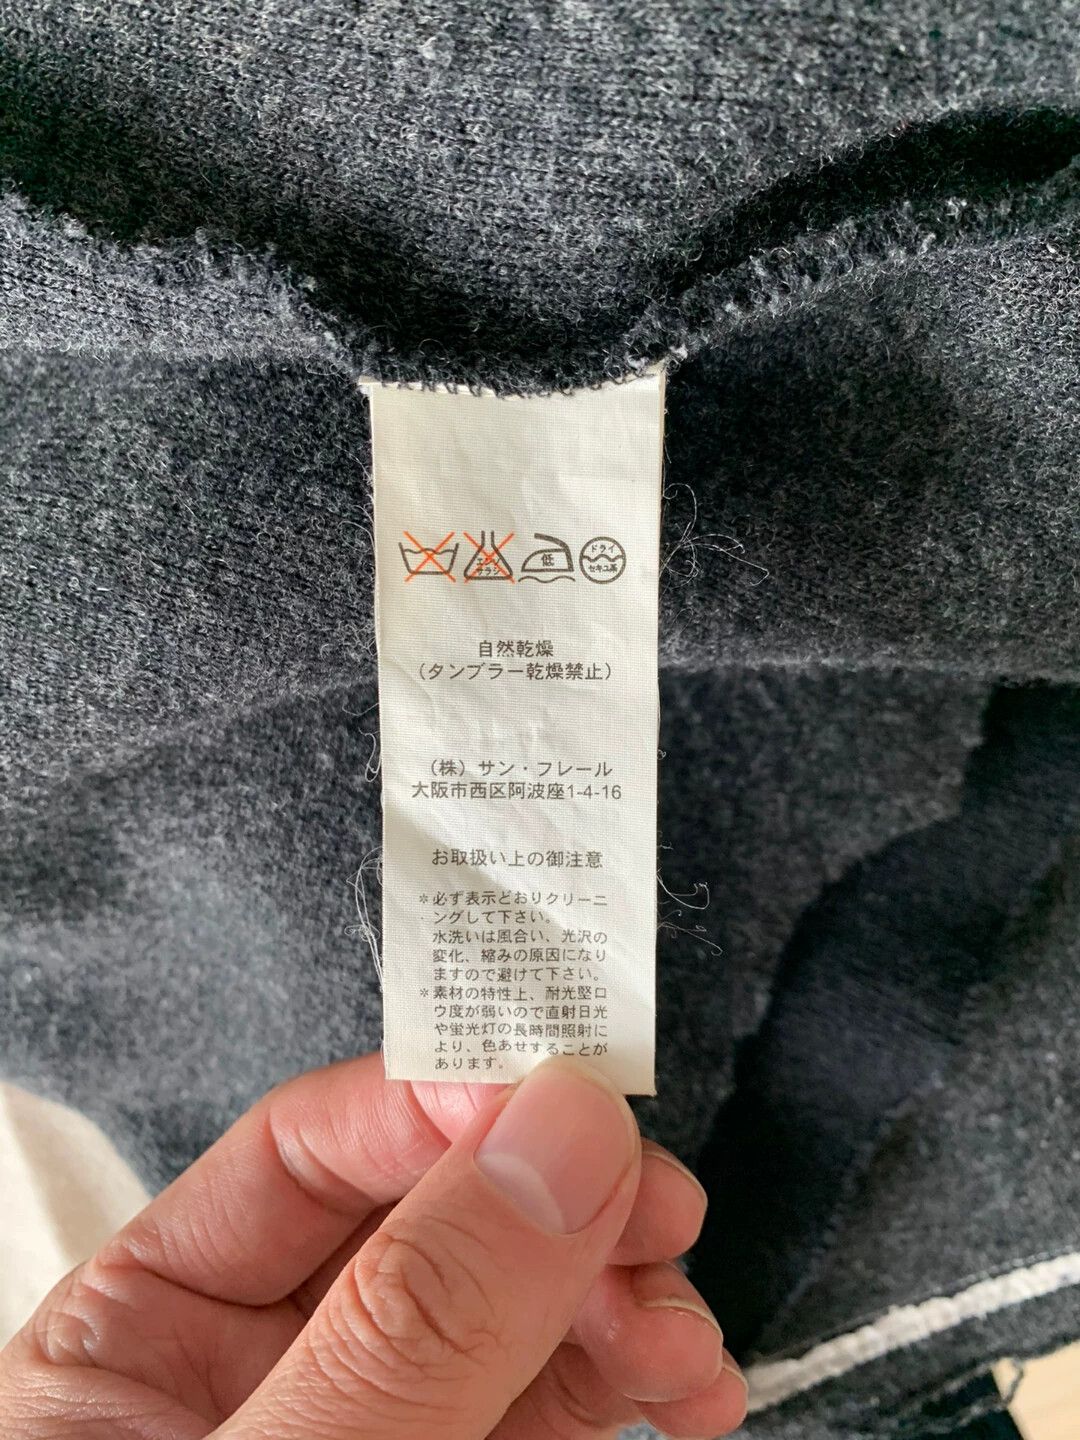 エンソ
サラシ
低
ドライ
セキユ系
自然乾燥
（タンブラー乾燥禁止）
（株）サン・フレール
大阪市西区阿波座1-4-16
お取扱い上の御注意
＊必ず表示どおりクリーニ
ングして下さい。
水洗いは風合い、光沢の
変化、縮みの原因になり
ますので避けて下さい。
＊素材の特性上、耐光堅ロ
ウ度が弱いので直射日光
や蛍光灯の長時間照射に
より、色あせすることが
あります。